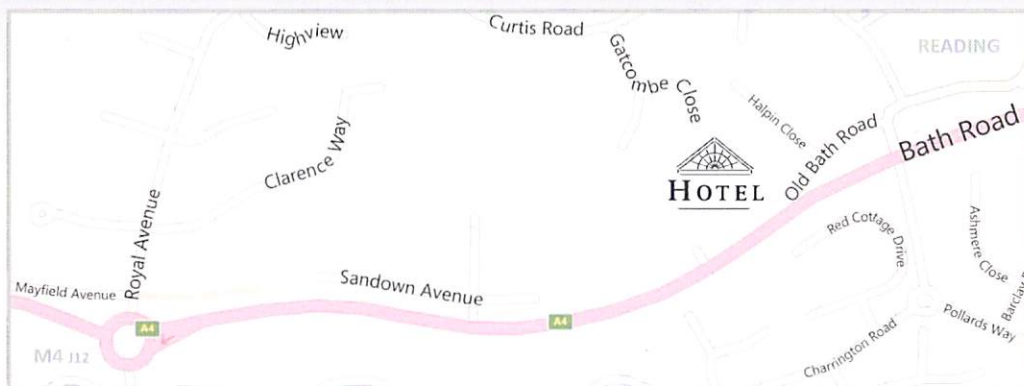 Highview
Curtis Road
Gatcombe Close
READING
Halpin Close
Old Bath Road
Bath Road
Clarence Way
HOTEL
Royal Avenue
Red Cottage Drive
Ashmere Close
Mayfield Avenue
Sandown Avenue
A4
A4
Pollards Way
M4 J12
Charrington Road